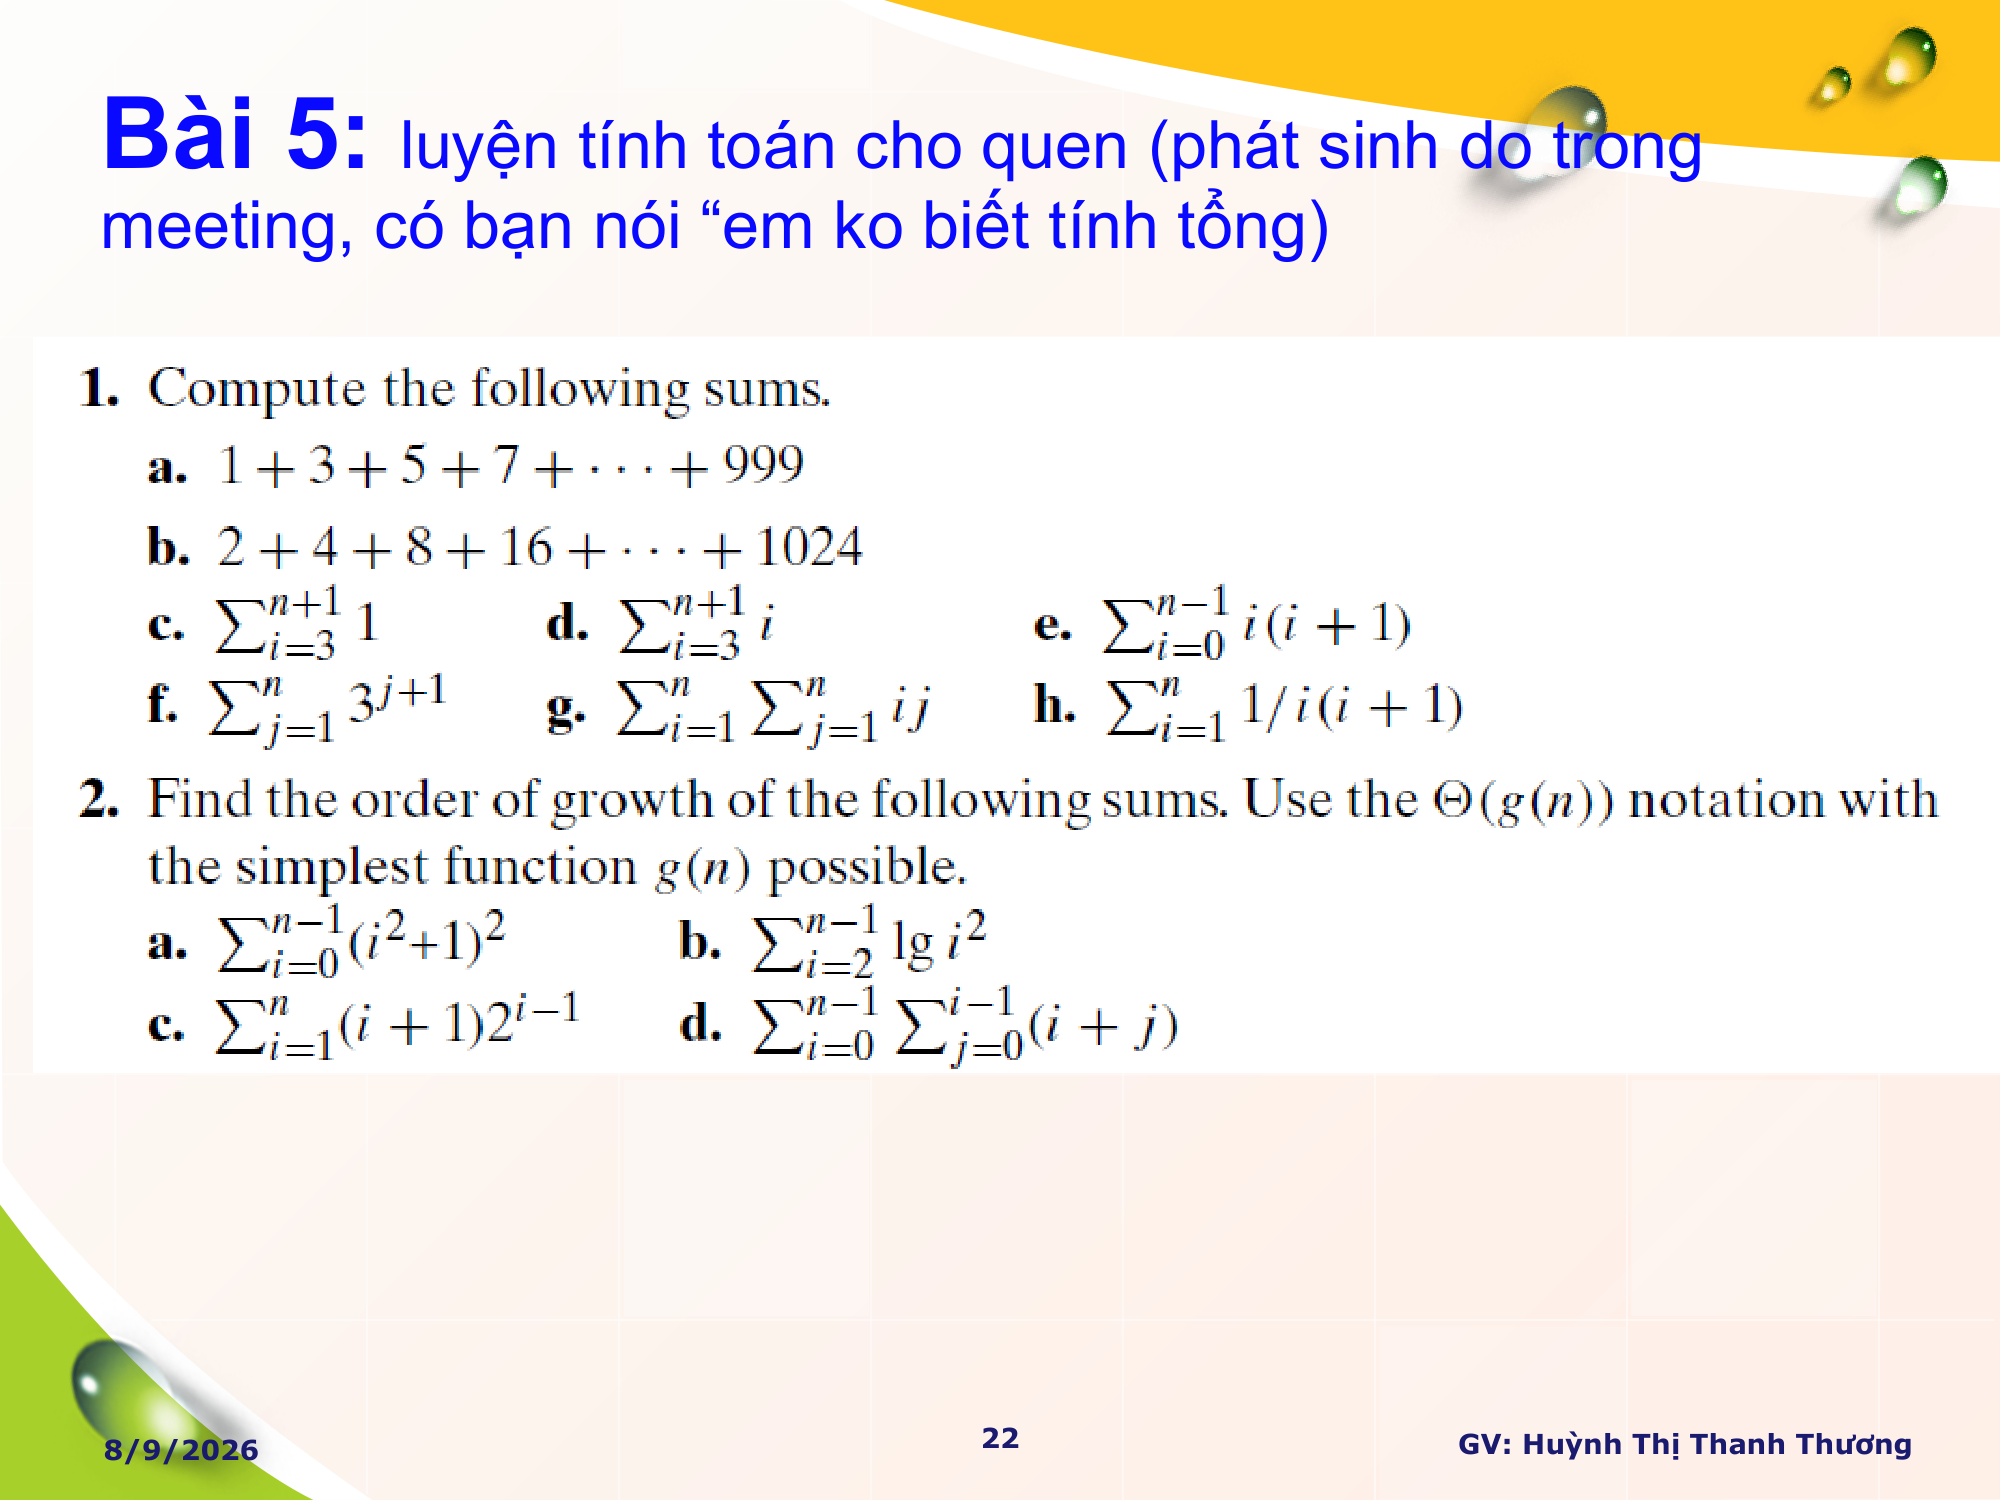 Bài 5: luyện tính toán cho quen (phát sinh do trong
meeting, có bạn nói “em ko biết tính tổng)
1. Compute the following sums.
a. 1 + 3 + 5 + 7 + · · · + 999
b. 2 + 4 + 8 + 16 + · · · + 1024
c. ∑_{i=3}^{n+1} 1 d. ∑_{i=3}^{n+1} i e. ∑_{i=0}^{n−1} i(i + 1)
f. ∑_{j=1}^{n} 3^{j+1} g. ∑_{i=1}^{n} ∑_{j=1}^{n} ij h. ∑_{i=1}^{n} 1/i(i + 1)
2. Find the order of growth of the following sums. Use the Θ(g(n)) notation with
the simplest function g(n) possible.
a. ∑_{i=0}^{n−1} (i^2+1)^2 b. ∑_{i=2}^{n−1} lg i^2
c. ∑_{i=1}^{n} (i + 1)2^{i−1} d. ∑_{i=0}^{n−1} ∑_{j=0}^{i−1} (i + j)
8/9/2026 22 GV: Huỳnh Thị Thanh Thương